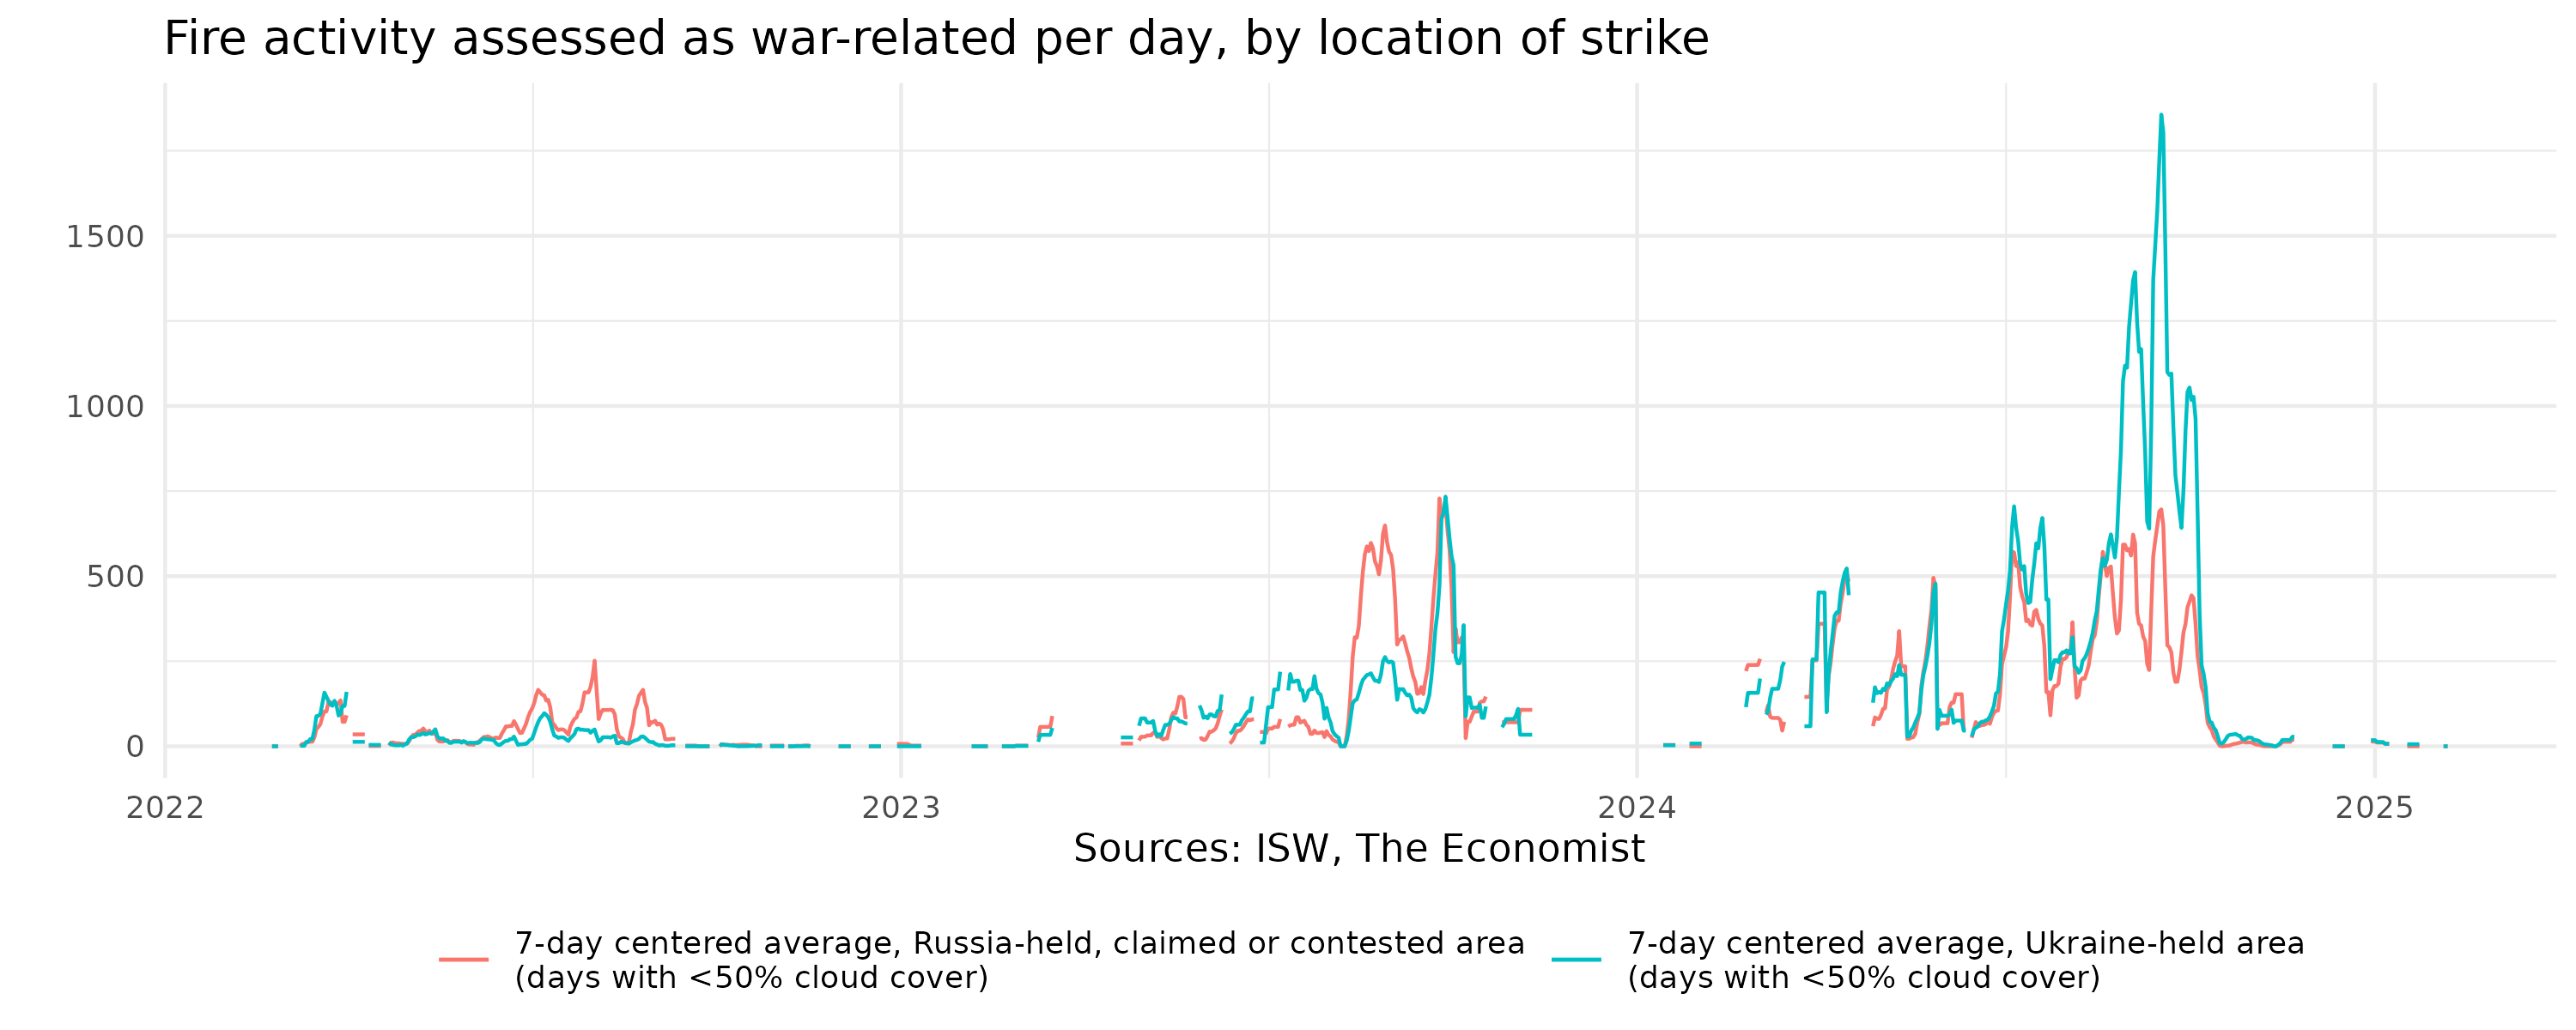 Fire activity assessed as war-related per day, by location of strike
1500
1000
500
0
2022
2023
2024
2025
Sources: ISW, The Economist
7-day centered average, Russia-held, claimed or contested area
(days with <50% cloud cover)
7-day centered average, Ukraine-held area
(days with <50% cloud cover)